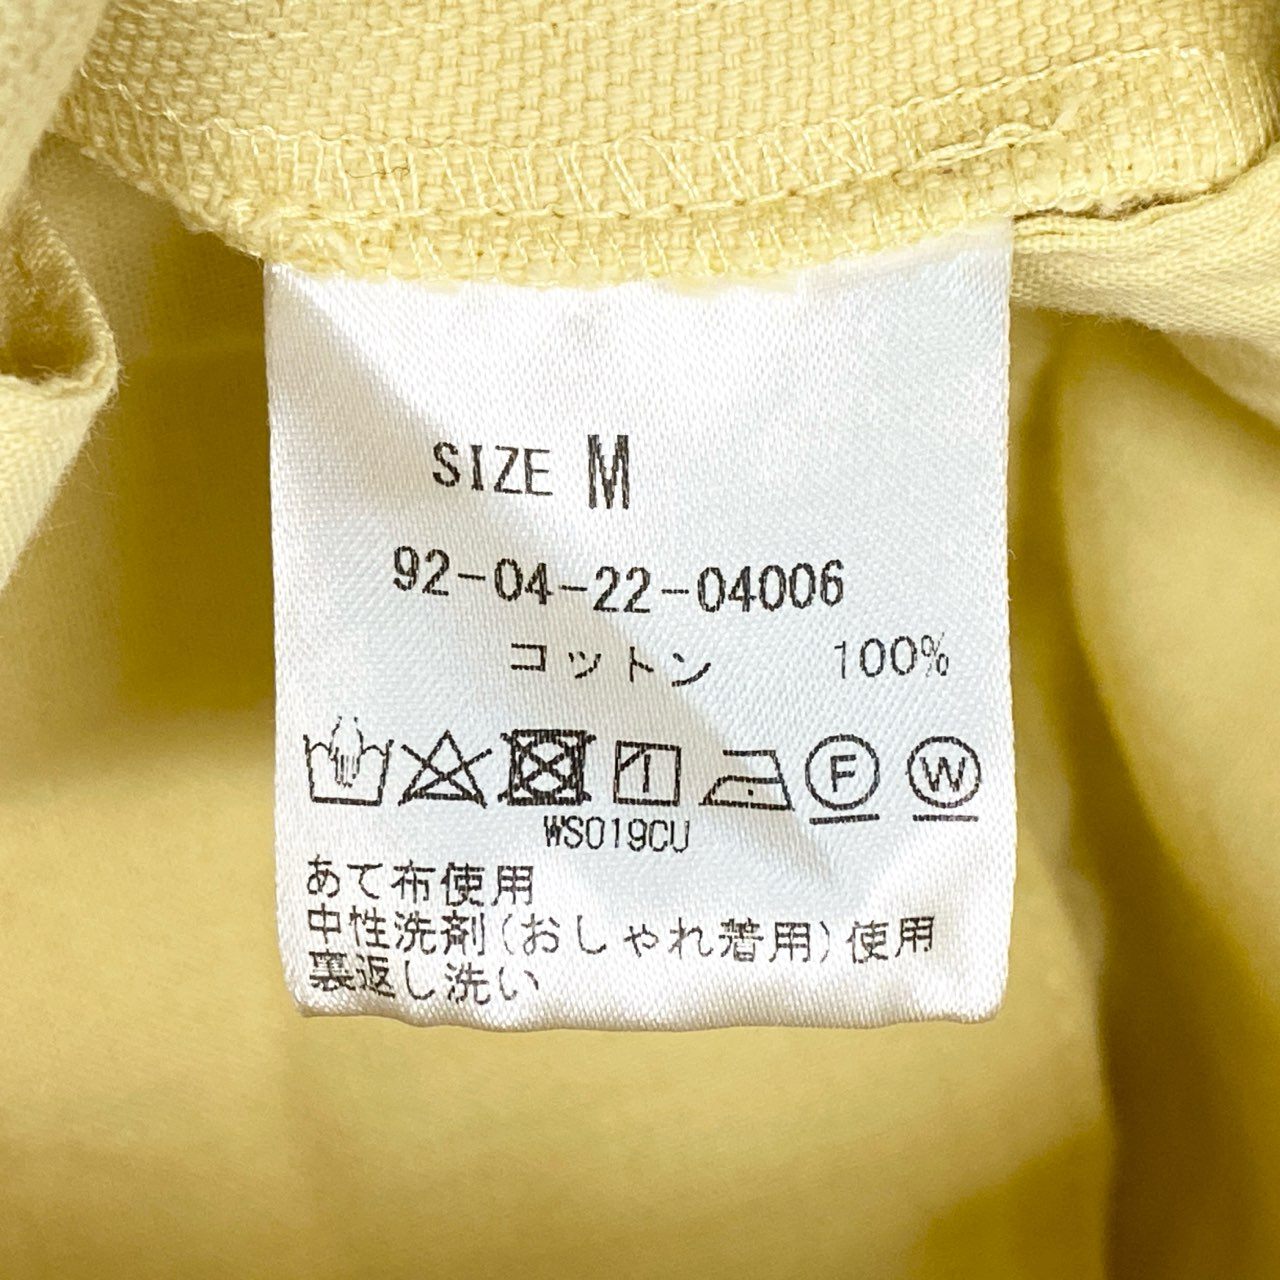 SIZE M
92-04-22-04006
コットン 100%
F W
WS019CU
あて布使用
中性洗剤(おしゃれ着用)使用
裏返し洗い